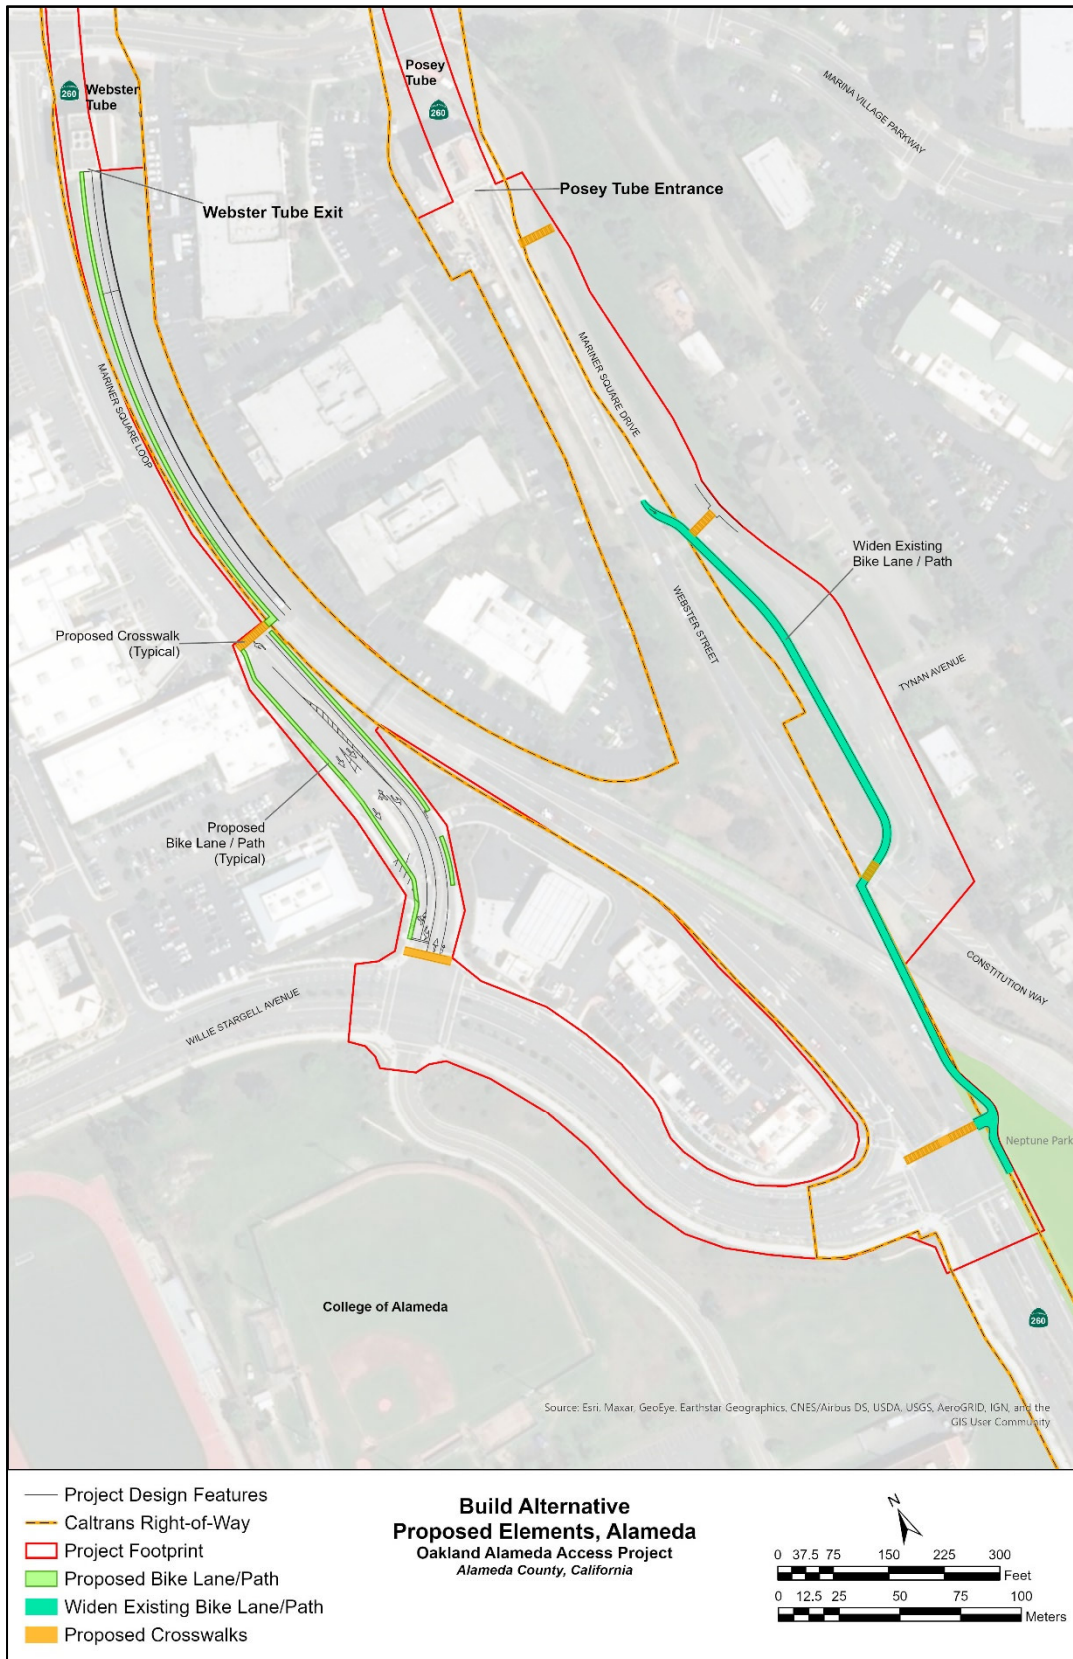 260
Webster
Tube
Posey
Tube
260
MARINA VILLAGE PARKWAY
Webster Tube Exit
Posey Tube Entrance
MARINER SQUARE LOOP
MARINER SQUARE DRIVE
Widen Existing
Bike Lane / Path
WEBSTER STREET
Proposed Crosswalk
(Typical)
TYNAN AVENUE
Proposed
Bike Lane / Path
(Typical)
CONSTITUTION WAY
WILLIE STARGELL AVENUE
Neptune Park
College of Alameda
260
Source: Esri, Maxar, GeoEye, Earthstar Geographics, CNES/Airbus DS, USDA, USGS, AeroGRID, IGN, and the
GIS User Community
Project Design Features
Caltrans Right-of-Way
Project Footprint
Proposed Bike Lane/Path
Widen Existing Bike Lane/Path
Proposed Crosswalks
Build Alternative
Proposed Elements, Alameda
Oakland Alameda Access Project
Alameda County, California
N
0 37.5 75 150 225 300
Feet
0 12.5 25 50 75 100
Meters